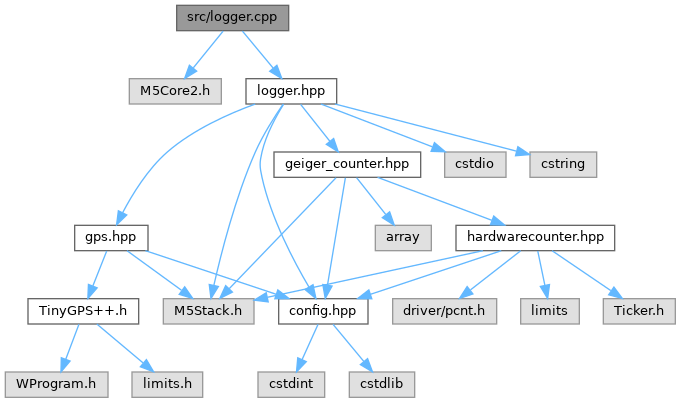 src/logger.cpp
M5Core2.h
logger.hpp
geiger_counter.hpp
cstdio
cstring
gps.hpp
array
hardwarecounter.hpp
TinyGPS++.h
M5Stack.h
config.hpp
driver/pcnt.h
limits
Ticker.h
WProgram.h
limits.h
cstdint
cstdlib